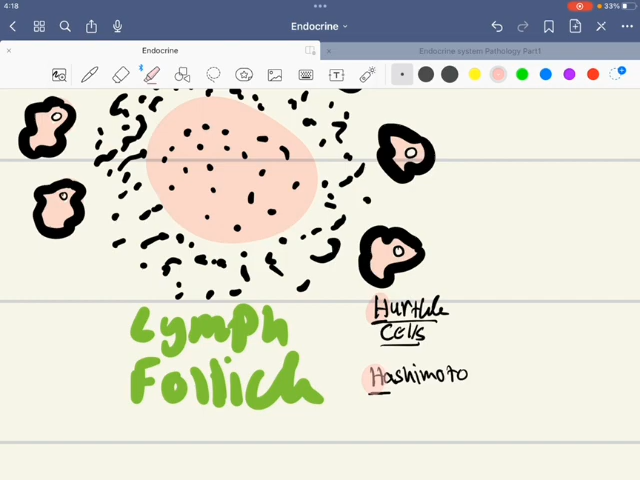 4:18
33%
Endocrine
Endocrine
Endocrine system Pathology Part1
T
Lymph
Follicle
Hurthle
Cells
Hashimoto